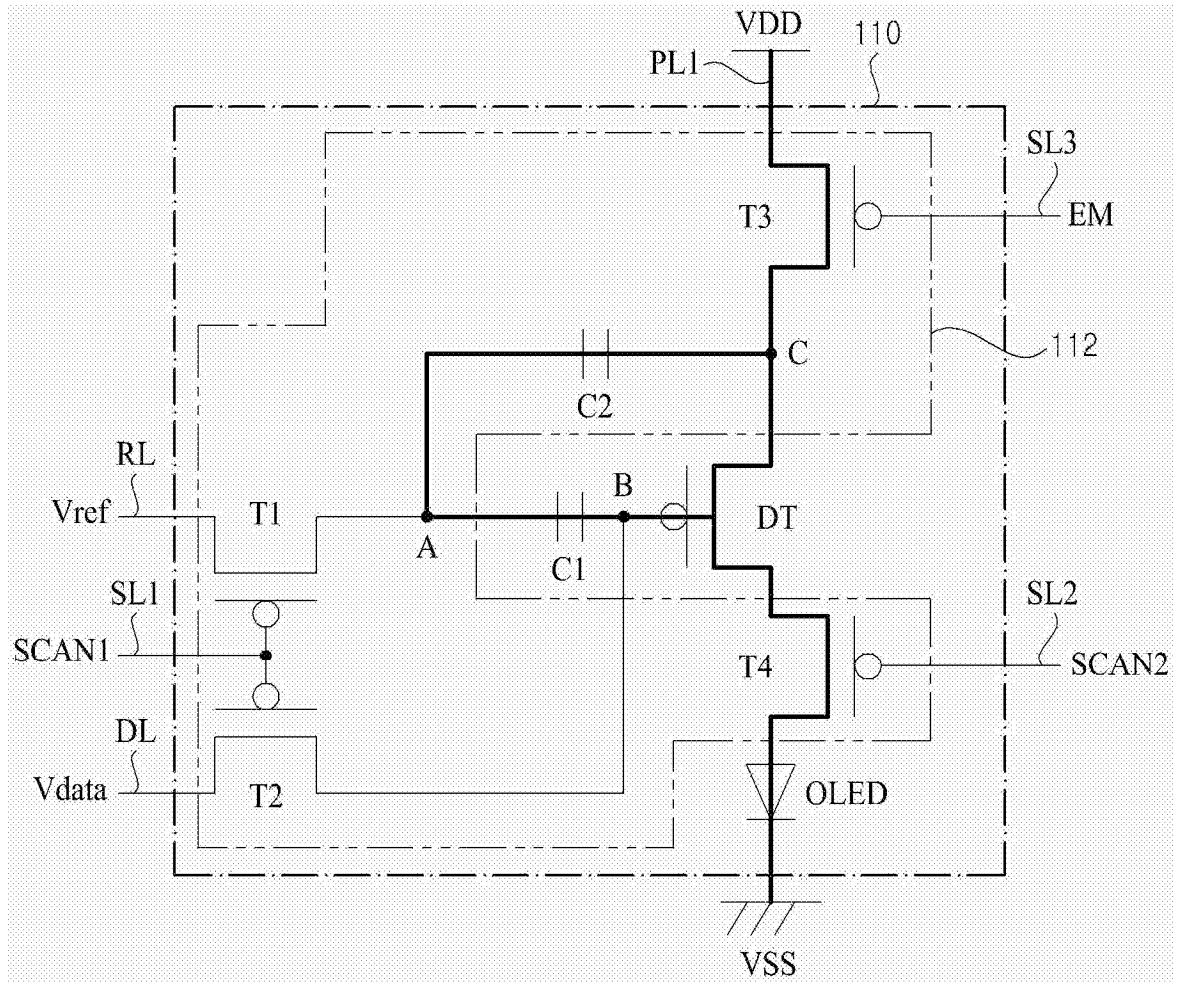 VDD
110
PL1
SL3
T3
EM
C
112
C2
RL
B
Vref
T1
A
C1
DT
SL1
SL2
SCAN1
T4
SCAN2
DL
Vdata
T2
OLED
VSS